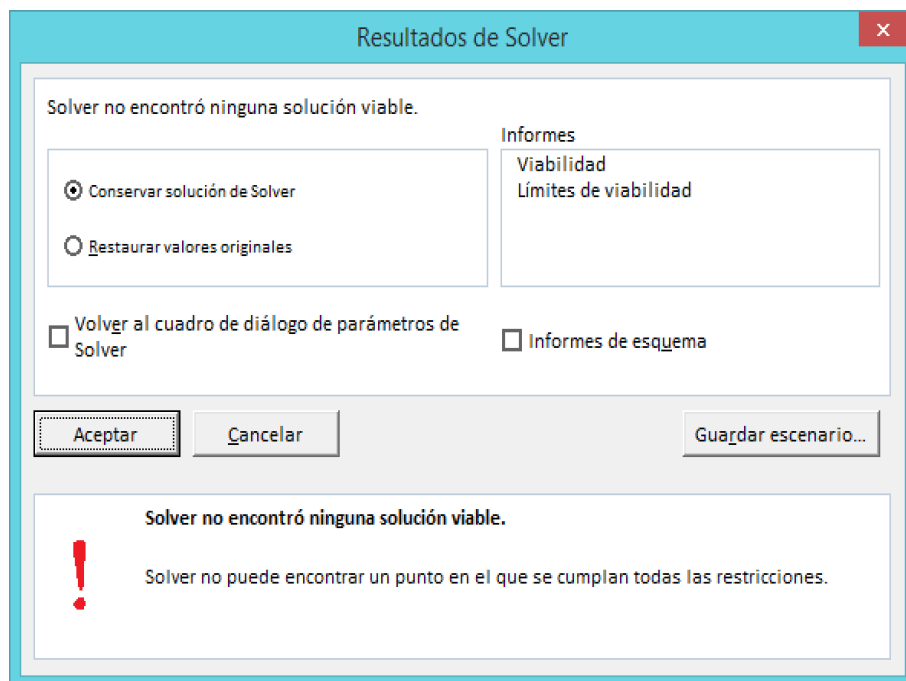 Resultados de Solver
Solver no encontró ninguna solución viable.
Informes
Viabilidad
Límites de viabilidad
Conservar solución de Solver
Restaurar valores originales
Volver al cuadro de diálogo de parámetros de
Solver
Informes de esquema
Aceptar
Cancelar
Guardar escenario...
Solver no encontró ninguna solución viable.
Solver no puede encontrar un punto en el que se cumplan todas las restricciones.